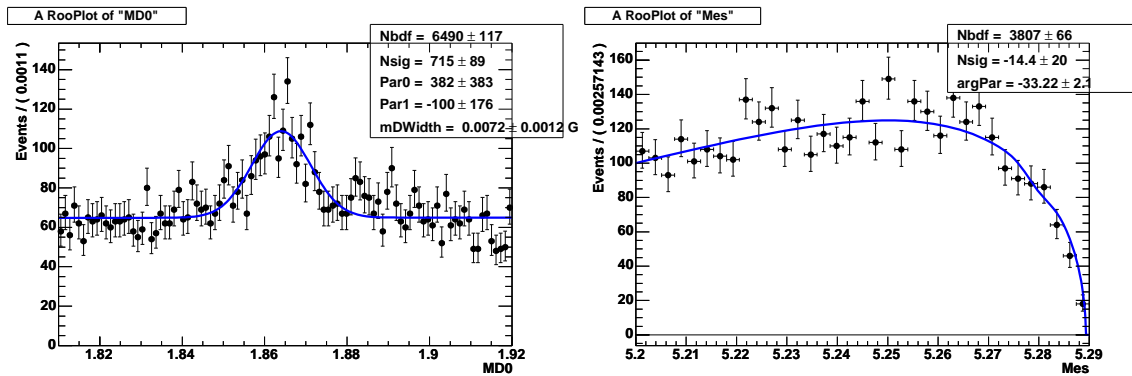 A RooPlot of "MD0"
Nbdf = 6490 ± 117
Nsig = 715 ± 89
Par0 = 382 ± 383
Par1 = -100 ± 176
mDWidth = 0.0072 ± 0.0012 G
Events / ( 0.0011 )
140
120
100
80
60
40
20
0
1.82 1.84 1.86 1.88 1.9 1.92
MD0
A RooPlot of "Mes"
Nbdf = 3807 ± 66
Nsig = -14.4 ± 20
argPar = -33.22 ± 2.1
Events / ( 0.00257143 )
160
140
120
100
80
60
40
20
0
5.2 5.21 5.22 5.23 5.24 5.25 5.26 5.27 5.28 5.29
Mes